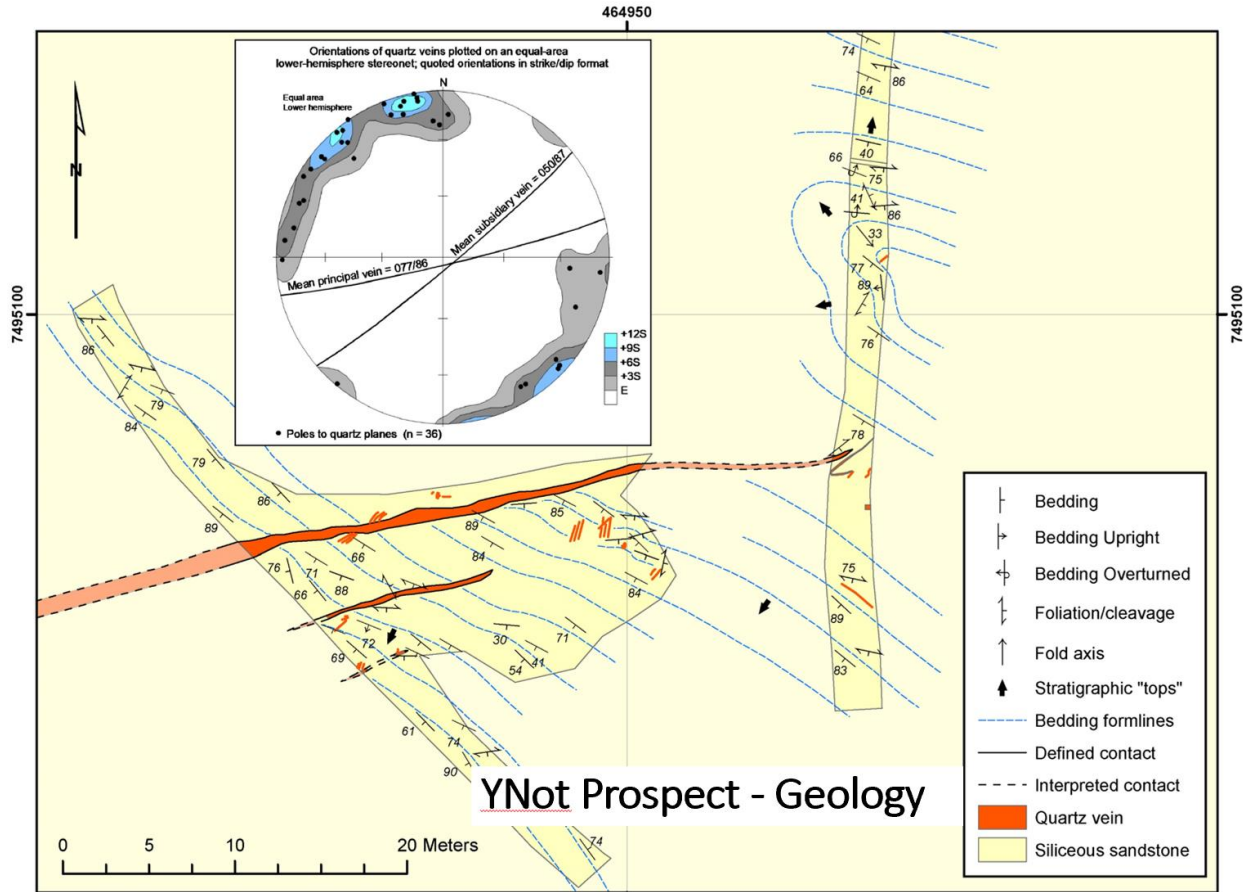 464950
Orientations of quartz veins plotted on an equal-area
lower-hemisphere stereonet; quoted orientations in strike/dip format
N
Equal area
Lower hemisphere
Mean subsidiary vein = 050/87
Mean principal vein = 077/86
+12S
+9S
+6S
+3S
E
• Poles to quartz planes (n = 36)
N
7495100
7495100
74
86
64
40
66
75
41
86
33
77
89
76
86
79
84
79
78
86
85
89
89
66
84
76
71
75
66
88
84
89
72
30
71
69
54
41
83
61
74
90
74
YNot Prospect - Geology
0 5 10 20 Meters
Bedding
Bedding Upright
Bedding Overturned
Foliation/cleavage
Fold axis
Stratigraphic "tops"
Bedding formlines
Defined contact
Interpreted contact
Quartz vein
Siliceous sandstone